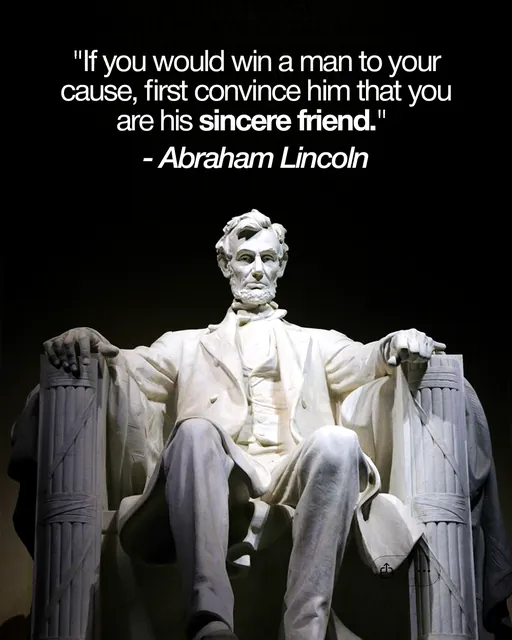 "If you would win a man to your
cause, first convince him that you
are his sincere friend."
- Abraham Lincoln